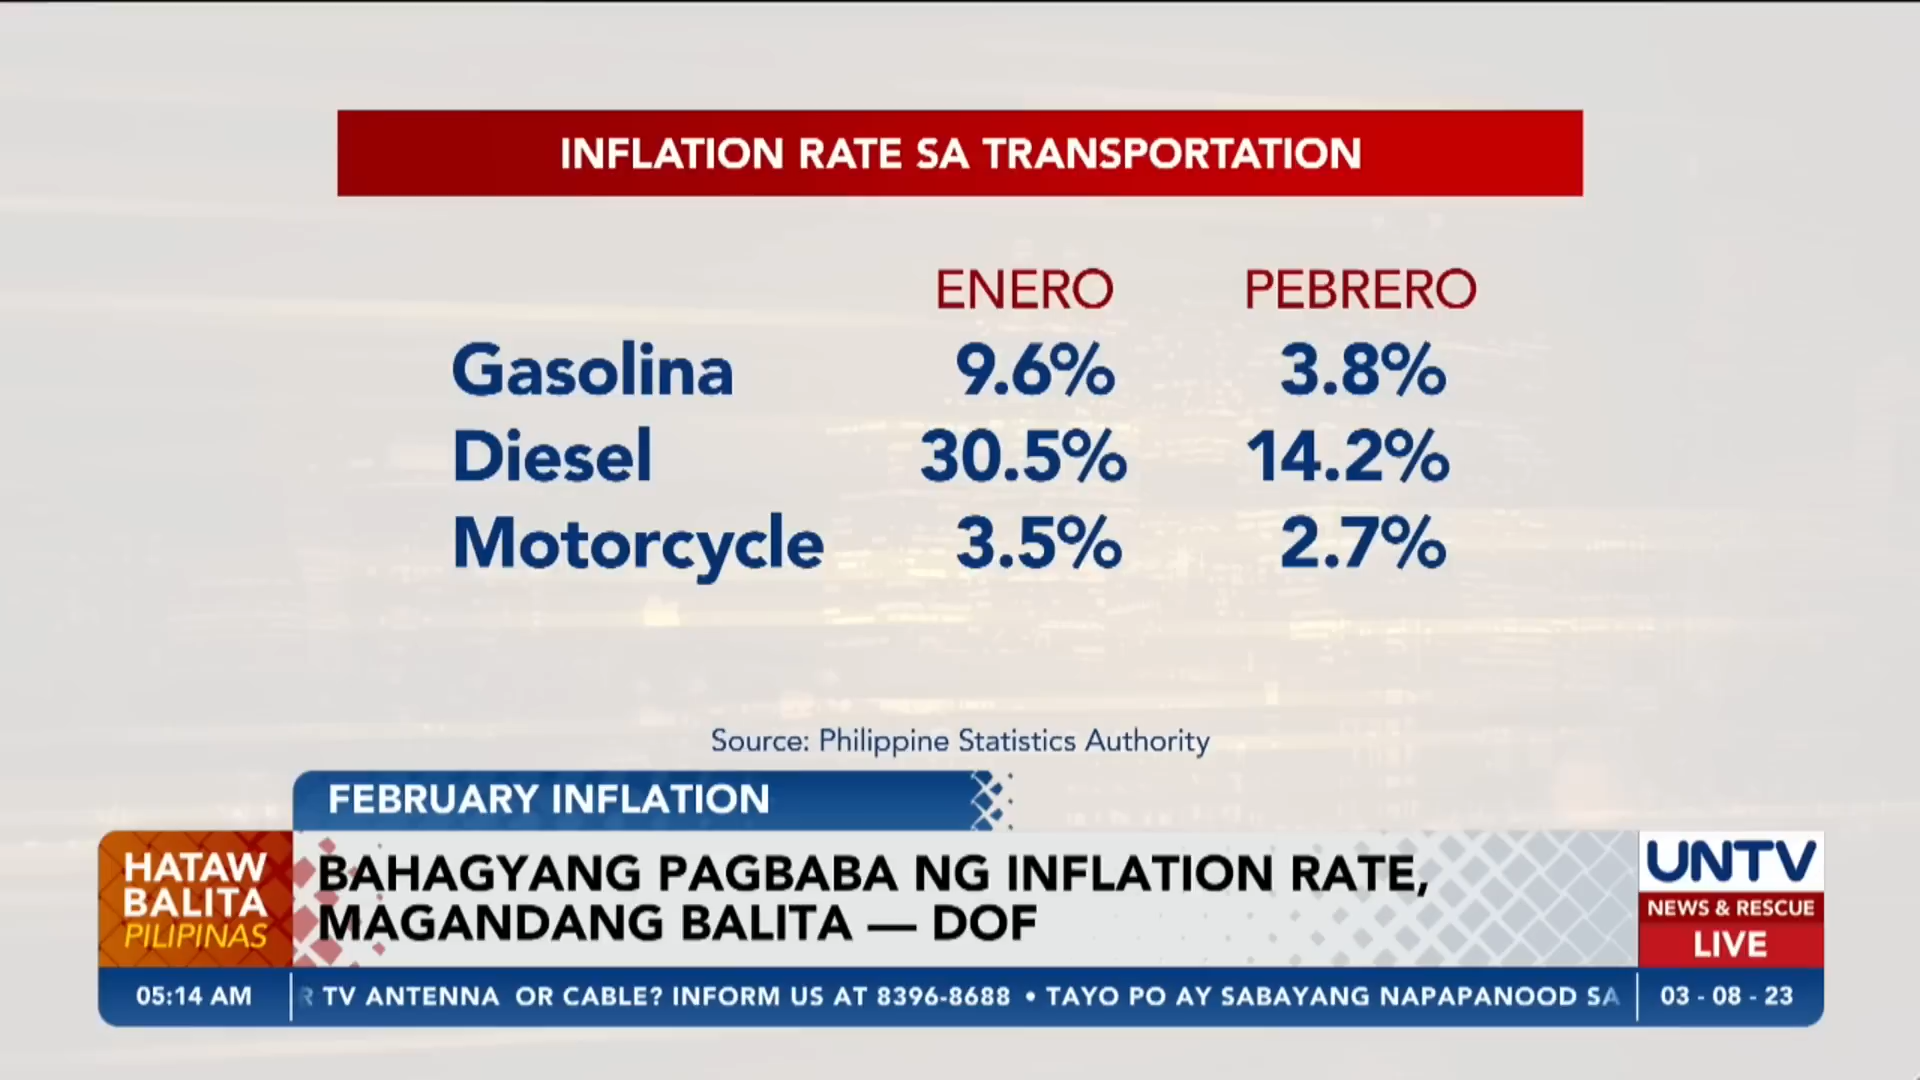 INFLATION RATE SA TRANSPORTATION
ENERO PEBRERO
Gasolina 9.6% 3.8%
Diesel 30.5% 14.2%
Motorcycle 3.5% 2.7%
Source: Philippine Statistics Authority
FEBRUARY INFLATION
HATAW
BALITA
PILIPINAS
BAHAGYANG PAGBABA NG INFLATION RATE,
MAGANDANG BALITA — DOF
UNTV
NEWS & RESCUE
LIVE
05:14 AM
R TV ANTENNA OR CABLE? INFORM US AT 8396-8688 • TAYO PO AY SABAYANG NAPAPANOOD SA
03 - 08 - 23